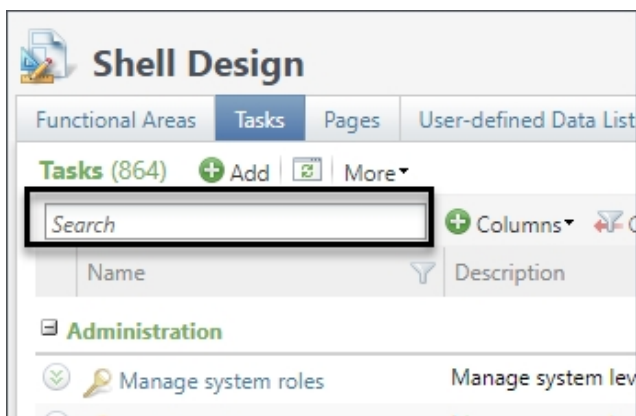 Shell Design
Functional Areas Tasks Pages User-defined Data List
Tasks (864) Add More
Search Columns
Name Description
Administration
Manage system roles Manage system lev